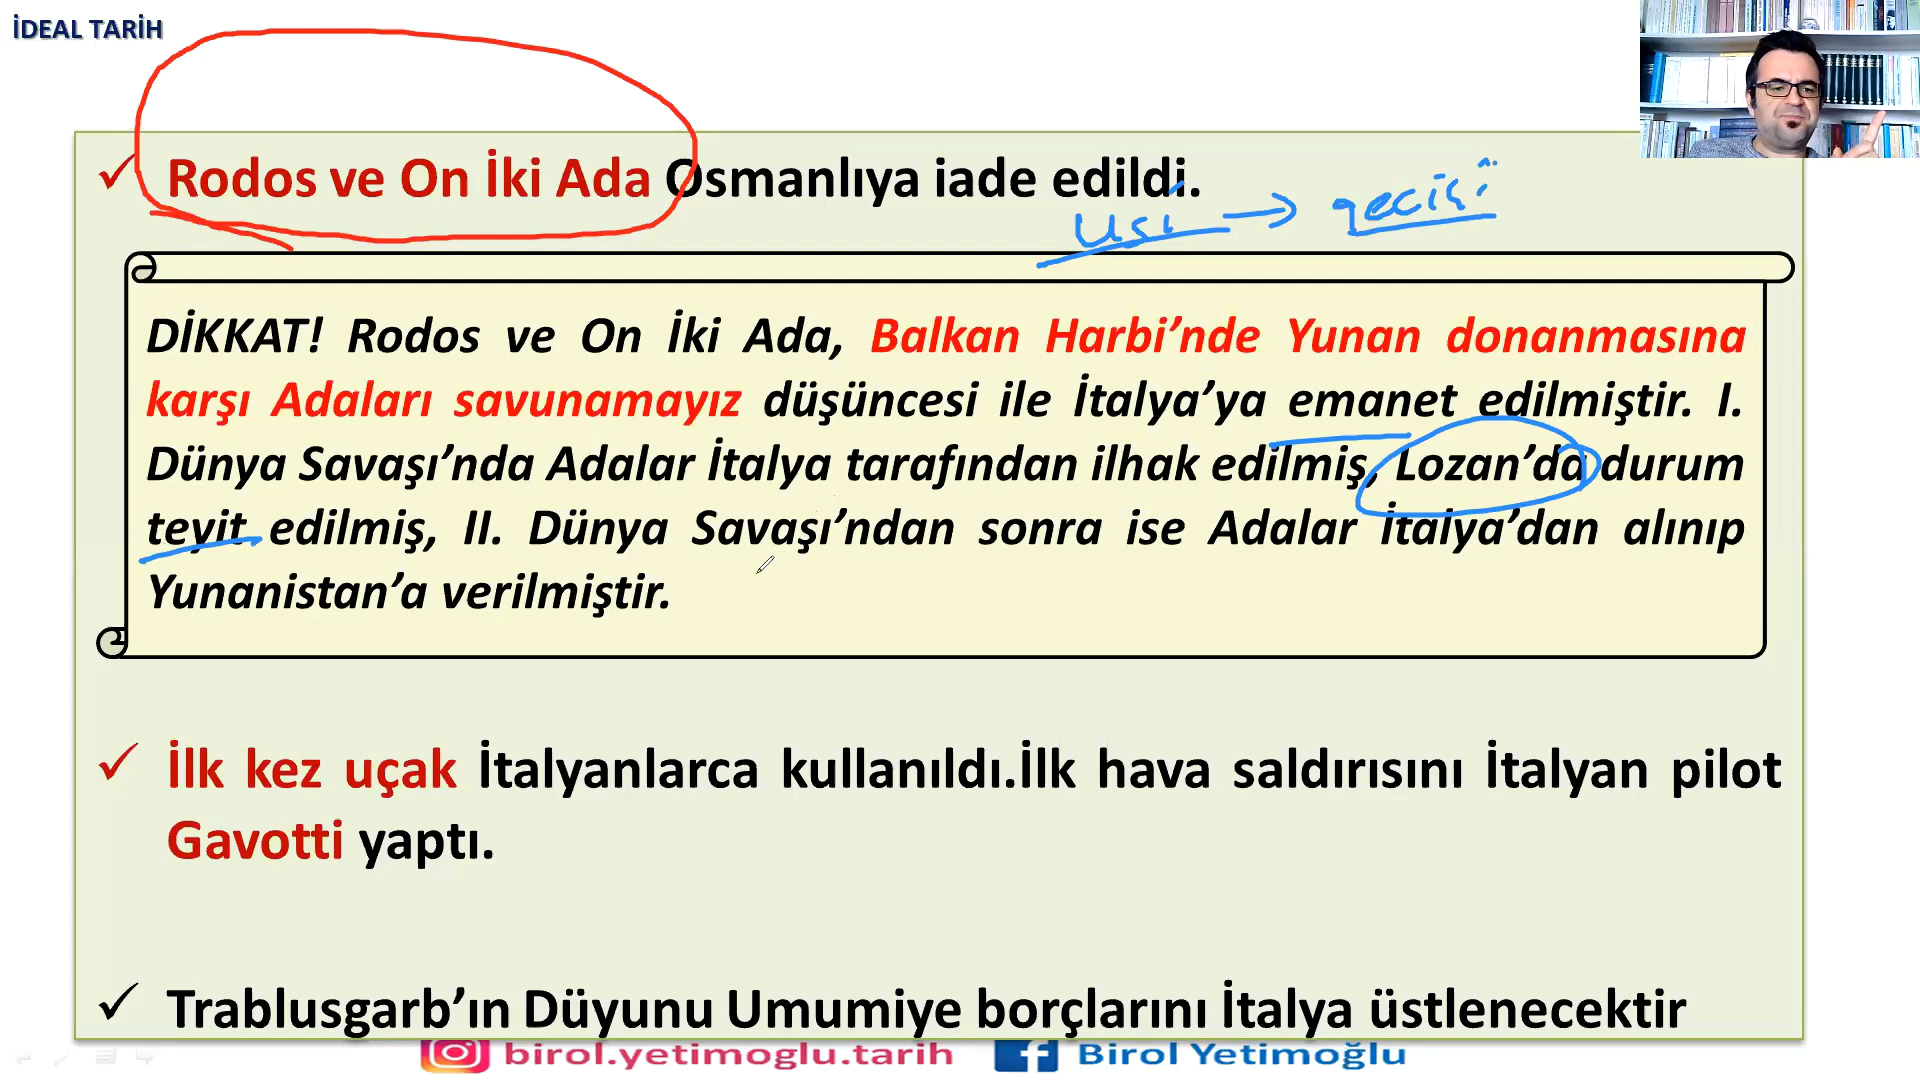 İDEAL TARİH
✓ Rodos ve On İki Ada Osmanlıya iade edildi.
Uşi → geçişi
DİKKAT! Rodos ve On İki Ada, Balkan Harbi’nde Yunan donanmasına
karşı Adaları savunamayız düşüncesi ile İtalya’ya emanet edilmiştir. I.
Dünya Savaşı’nda Adalar İtalya tarafından ilhak edilmiş, Lozan’da durum
teyit edilmiş, II. Dünya Savaşı’ndan sonra ise Adalar İtalya’dan alınıp
Yunanistan’a verilmiştir.
✓ İlk kez uçak İtalyanlarca kullanıldı.İlk hava saldırısını İtalyan pilot
Gavotti yaptı.
✓ Trablusgarb’ın Düyunu Umumiye borçlarını İtalya üstlenecektir
birol.yetimoglu.tarih Birol Yetimoğlu